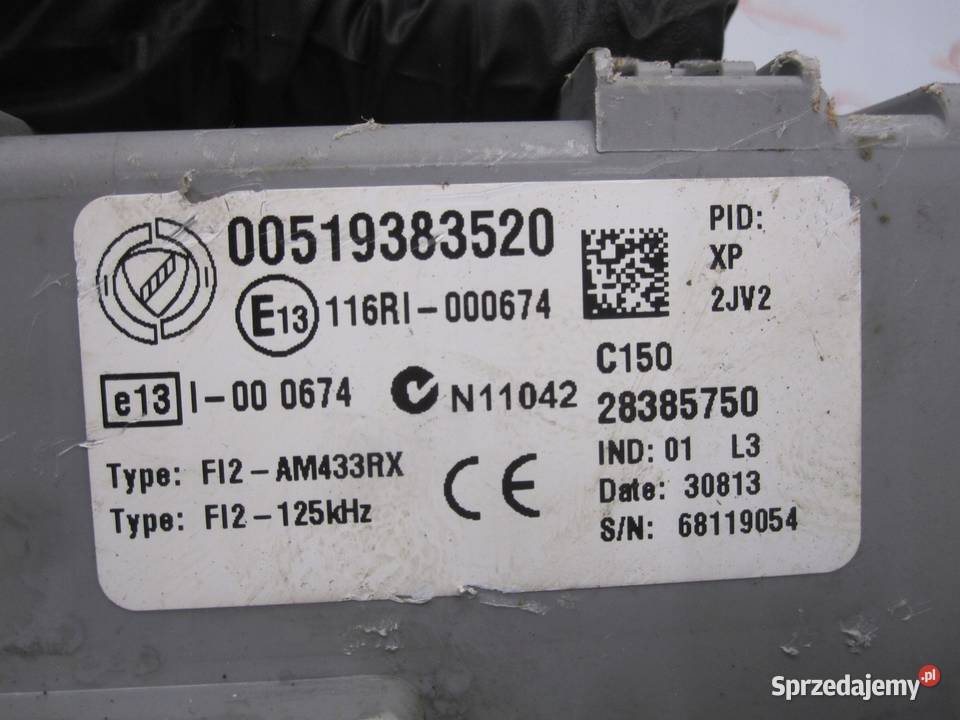 00519383520
E13 116RI-000674
e13 I-00 0674 N11042
Type: FI2-AM433RX
Type: FI2-125kHz
PID:
XP
2JV2
C150
28385750
IND: 01 L3
Date: 30813
S/N: 68119054
CE
Sprzedajemy.pl